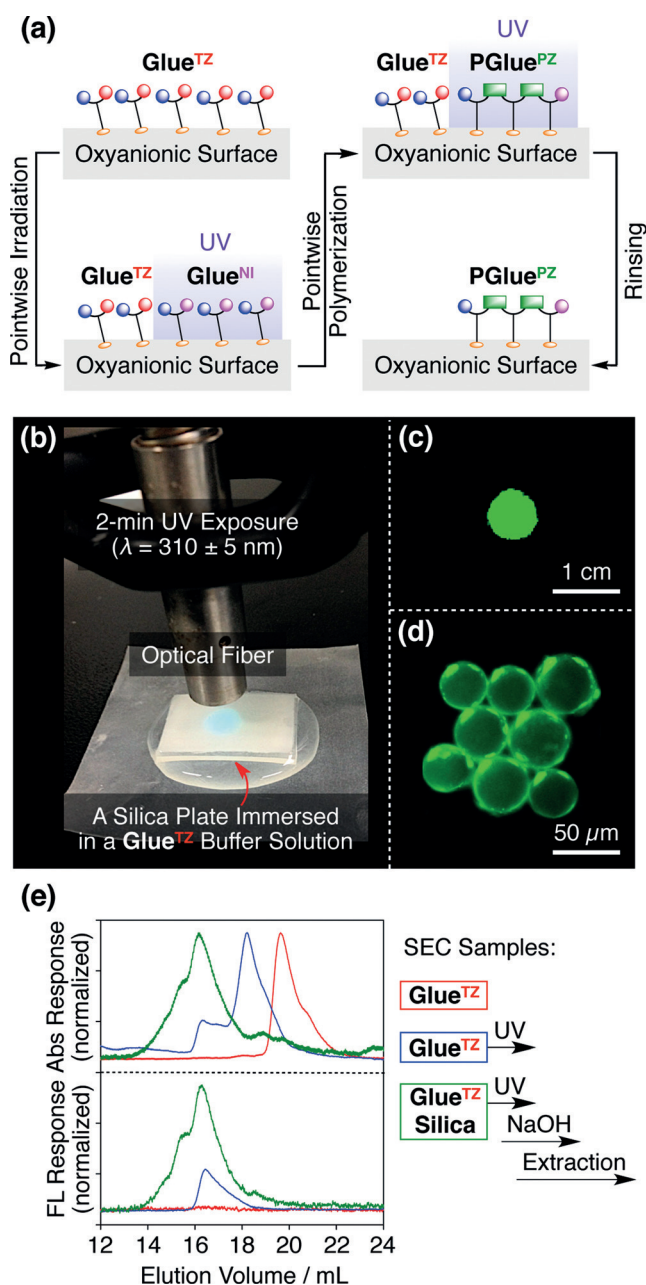 (a)
UV
Glue^TZ
Glue^TZ PGlue^PZ
Oxyanionic Surface
Oxyanionic Surface
Pointwise Irradiation
Pointwise
Polymerization
Rinsing
UV
Glue^TZ Glue^NI
PGlue^PZ
Oxyanionic Surface
Oxyanionic Surface
(b)
2-min UV Exposure
(λ = 310 ± 5 nm)
Optical Fiber
A Silica Plate Immersed
in a Glue^TZ Buffer Solution
(c)
1 cm
(d)
50 µm
(e)
Abs Response
(normalized)
FL Response
(normalized)
12 14 16 18 20 22 24
Elution Volume / mL
SEC Samples:
Glue^TZ
Glue^TZ UV
Glue^TZ UV
Silica NaOH
Extraction